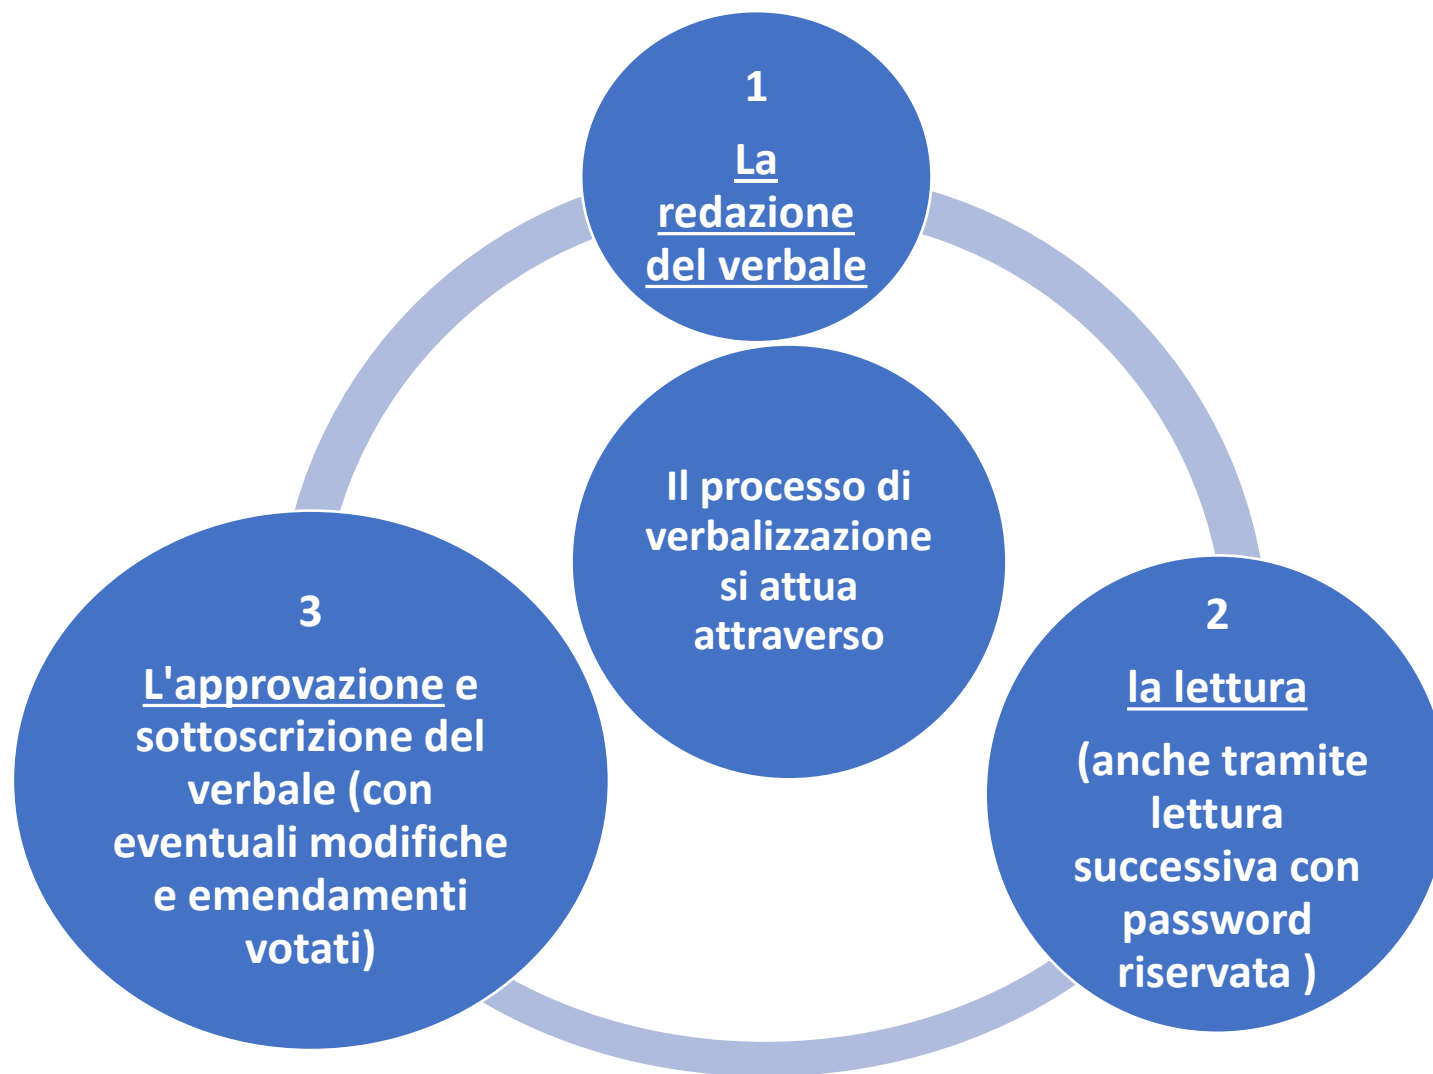 1
La
redazione
del verbale
Il processo di
verbalizzazione
si attua
attraverso
2
la lettura
(anche tramite
lettura
successiva con
password
riservata )
3
L'approvazione e
sottoscrizione del
verbale (con
eventuali modifiche
e emendamenti
votati)